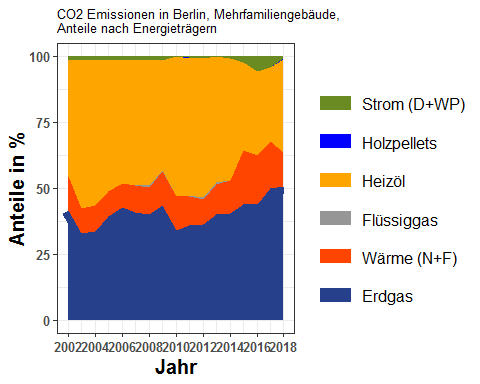 CO2 Emissionen in Berlin, Mehrfamiliengebäude,
Anteile nach Energieträgern
Anteile in %
100
75
50
25
0
2002 2004 2006 2008 2010 2012 2014 2016 2018
Jahr
Strom (D+WP)
Holzpellets
Heizöl
Flüssiggas
Wärme (N+F)
Erdgas